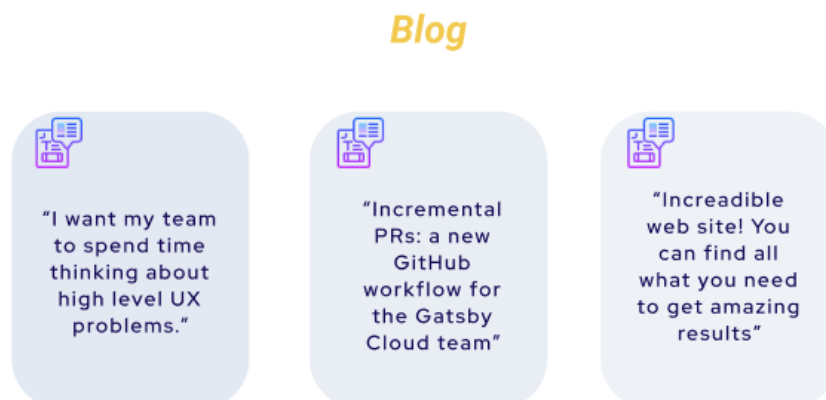 Blog
“I want my team
to spend time
thinking about
high level UX
problems.”
“Incremental
PRs: a new
GitHub
workflow for
the Gatsby
Cloud team”
“Increadible
web site! You
can find all
what you need
to get amazing
results”